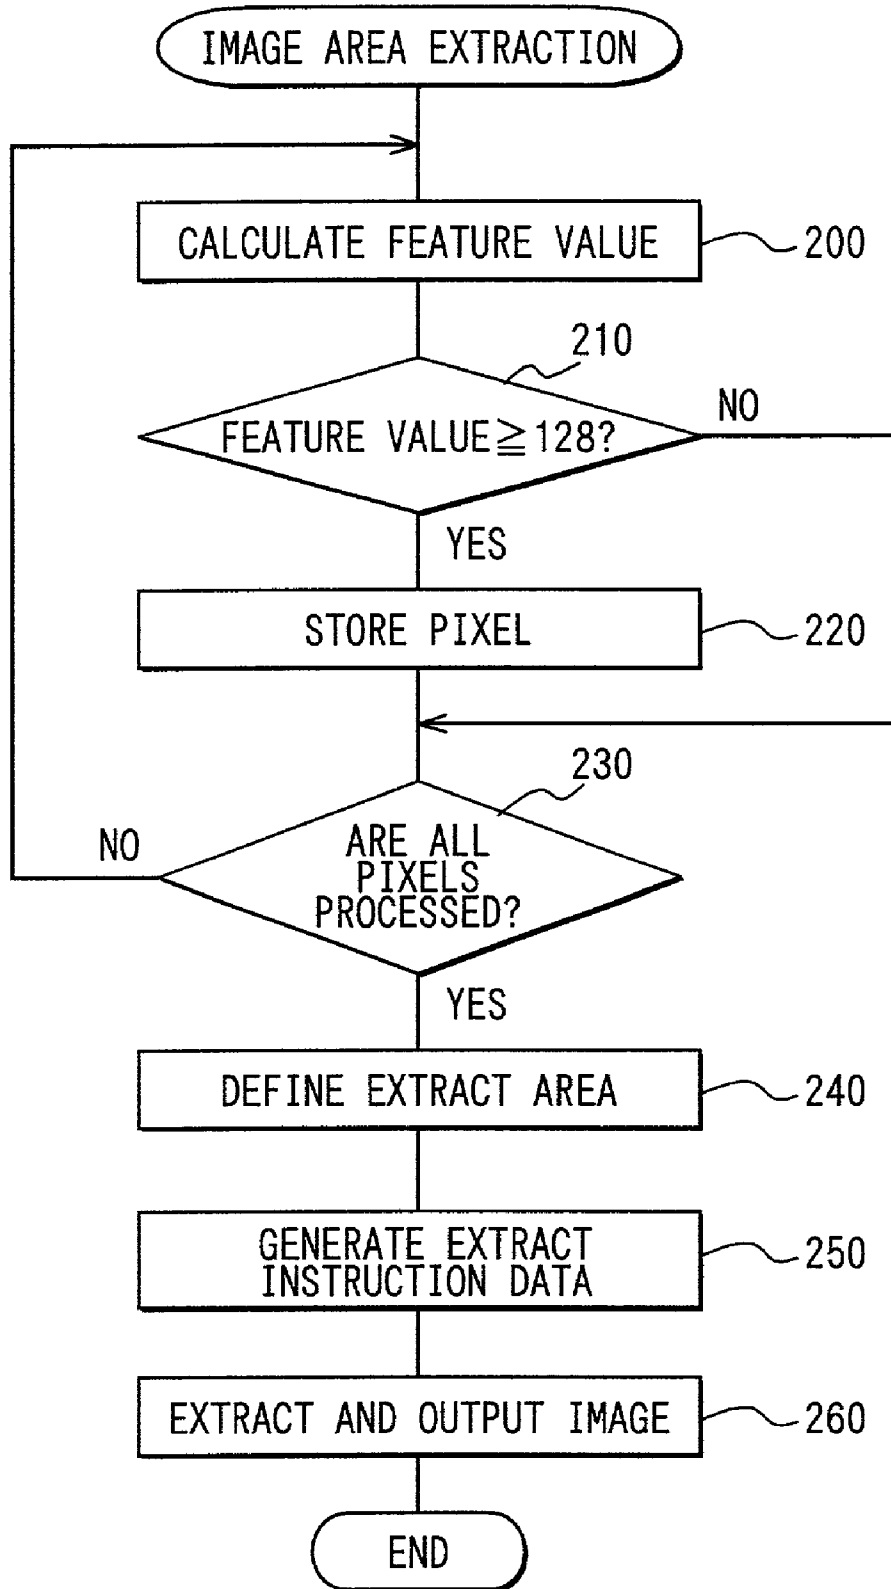 IMAGE AREA EXTRACTION
CALCULATE FEATURE VALUE
200
210
FEATURE VALUE≧128?
NO
YES
STORE PIXEL
220
230
ARE ALL
PIXELS
PROCESSED?
NO
YES
DEFINE EXTRACT AREA
240
GENERATE EXTRACT
INSTRUCTION DATA
250
EXTRACT AND OUTPUT IMAGE
260
END